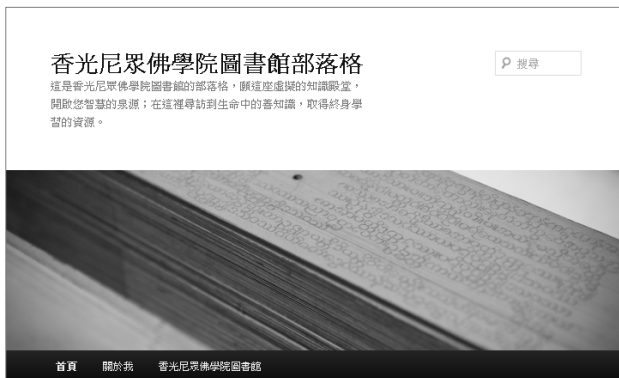 香光尼眾佛學院圖書館部落格
搜尋
這是香光尼眾佛學院圖書館的部落格，願這座虛擬的知識殿堂，
開啟您智慧的泉源；在這裡尋訪到生命中的善知識，取得終身學
習的資源。
首頁 關於我 香光尼眾佛學院圖書館